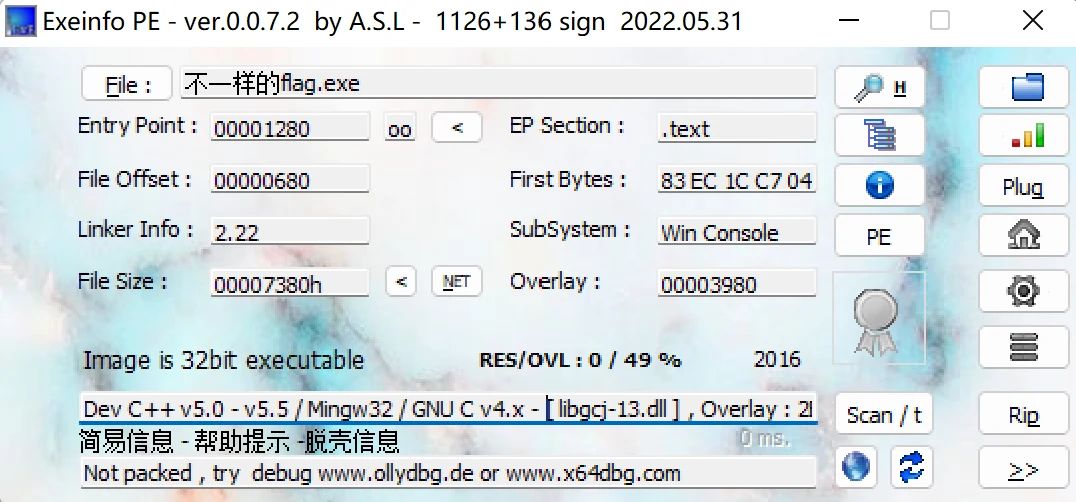 Exeinfo PE - ver.0.0.7.2 by A.S.L - 1126+136 sign 2022.05.31
File : 不一样的flag.exe H
Entry Point : 00001280 oo < EP Section : .text
File Offset : 00000680 First Bytes : 83 EC 1C C7 04 Plug
Linker Info : 2.22 SubSystem : Win Console PE
File Size : 00007380h < NET Overlay : 00003980
Image is 32bit executable RES/OVL : 0 / 49 % 2016
Dev C++ v5.0 - v5.5 / Mingw32 / GNU C v4.x - [ libgcj-13.dll ] , Overlay : Scan / t Rip
简易信息 - 帮助提示 -脱壳信息 0 ms.
Not packed , try debug www.ollydbg.de or www.x64dbg.com >>